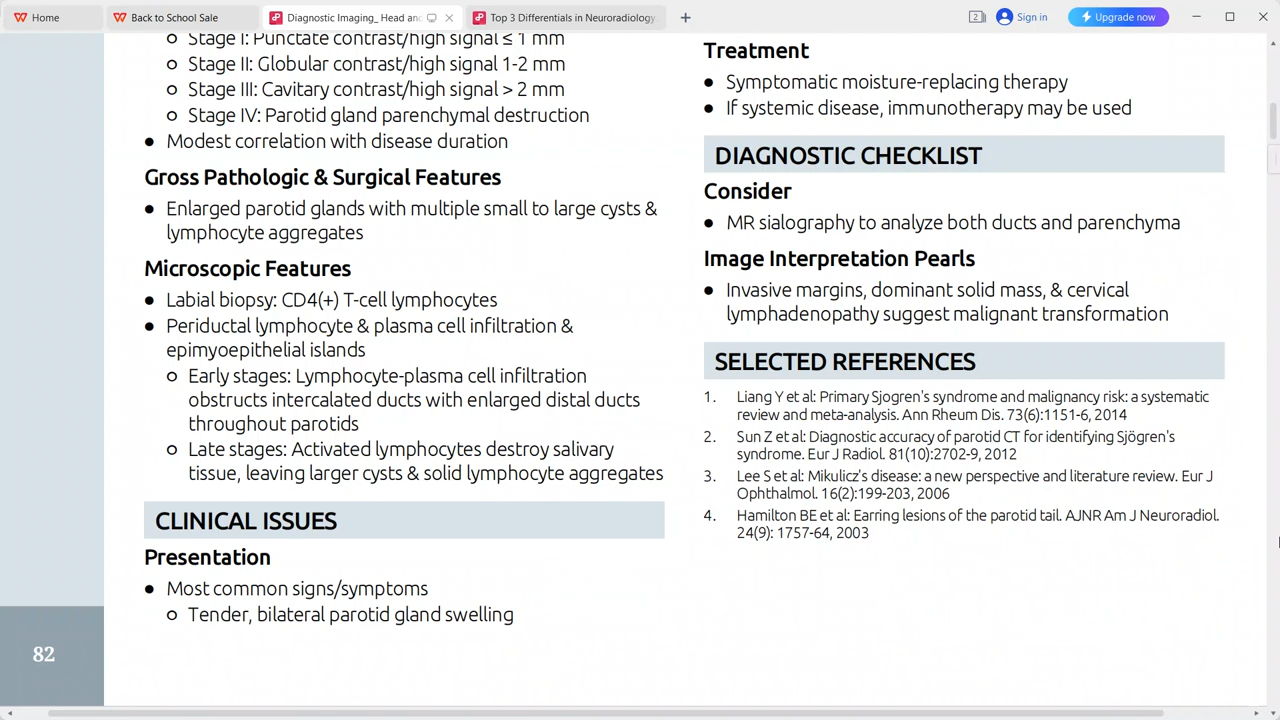 Home
Back to School Sale
Diagnostic Imaging_ Head and
Top 3 Differentials in Neuroradiology
2
Sign in
Upgrade now
Stage I: Punctate contrast/high signal ≤ 1 mm
Stage II: Globular contrast/high signal 1-2 mm
Stage III: Cavitary contrast/high signal > 2 mm
Stage IV: Parotid gland parenchymal destruction
Modest correlation with disease duration
Gross Pathologic & Surgical Features
Enlarged parotid glands with multiple small to large cysts &
lymphocyte aggregates
Microscopic Features
Labial biopsy: CD4(+) T-cell lymphocytes
Periductal lymphocyte & plasma cell infiltration &
epimyoepithelial islands
Early stages: Lymphocyte-plasma cell infiltration
obstructs intercalated ducts with enlarged distal ducts
throughout parotids
Late stages: Activated lymphocytes destroy salivary
tissue, leaving larger cysts & solid lymphocyte aggregates
CLINICAL ISSUES
Presentation
Most common signs/symptoms
Tender, bilateral parotid gland swelling
82
Treatment
Symptomatic moisture-replacing therapy
If systemic disease, immunotherapy may be used
DIAGNOSTIC CHECKLIST
Consider
MR sialography to analyze both ducts and parenchyma
Image Interpretation Pearls
Invasive margins, dominant solid mass, & cervical
lymphadenopathy suggest malignant transformation
SELECTED REFERENCES
1. Liang Y et al: Primary Sjogren's syndrome and malignancy risk: a systematic
review and meta-analysis. Ann Rheum Dis. 73(6):1151-6, 2014
2. Sun Z et al: Diagnostic accuracy of parotid CT for identifying Sjögren's
syndrome. Eur J Radiol. 81(10):2702-9, 2012
3. Lee S et al: Mikulicz's disease: a new perspective and literature review. Eur J
Ophthalmol. 16(2):199-203, 2006
4. Hamilton BE et al: Earring lesions of the parotid tail. AJNR Am J Neuroradiol.
24(9): 1757-64, 2003